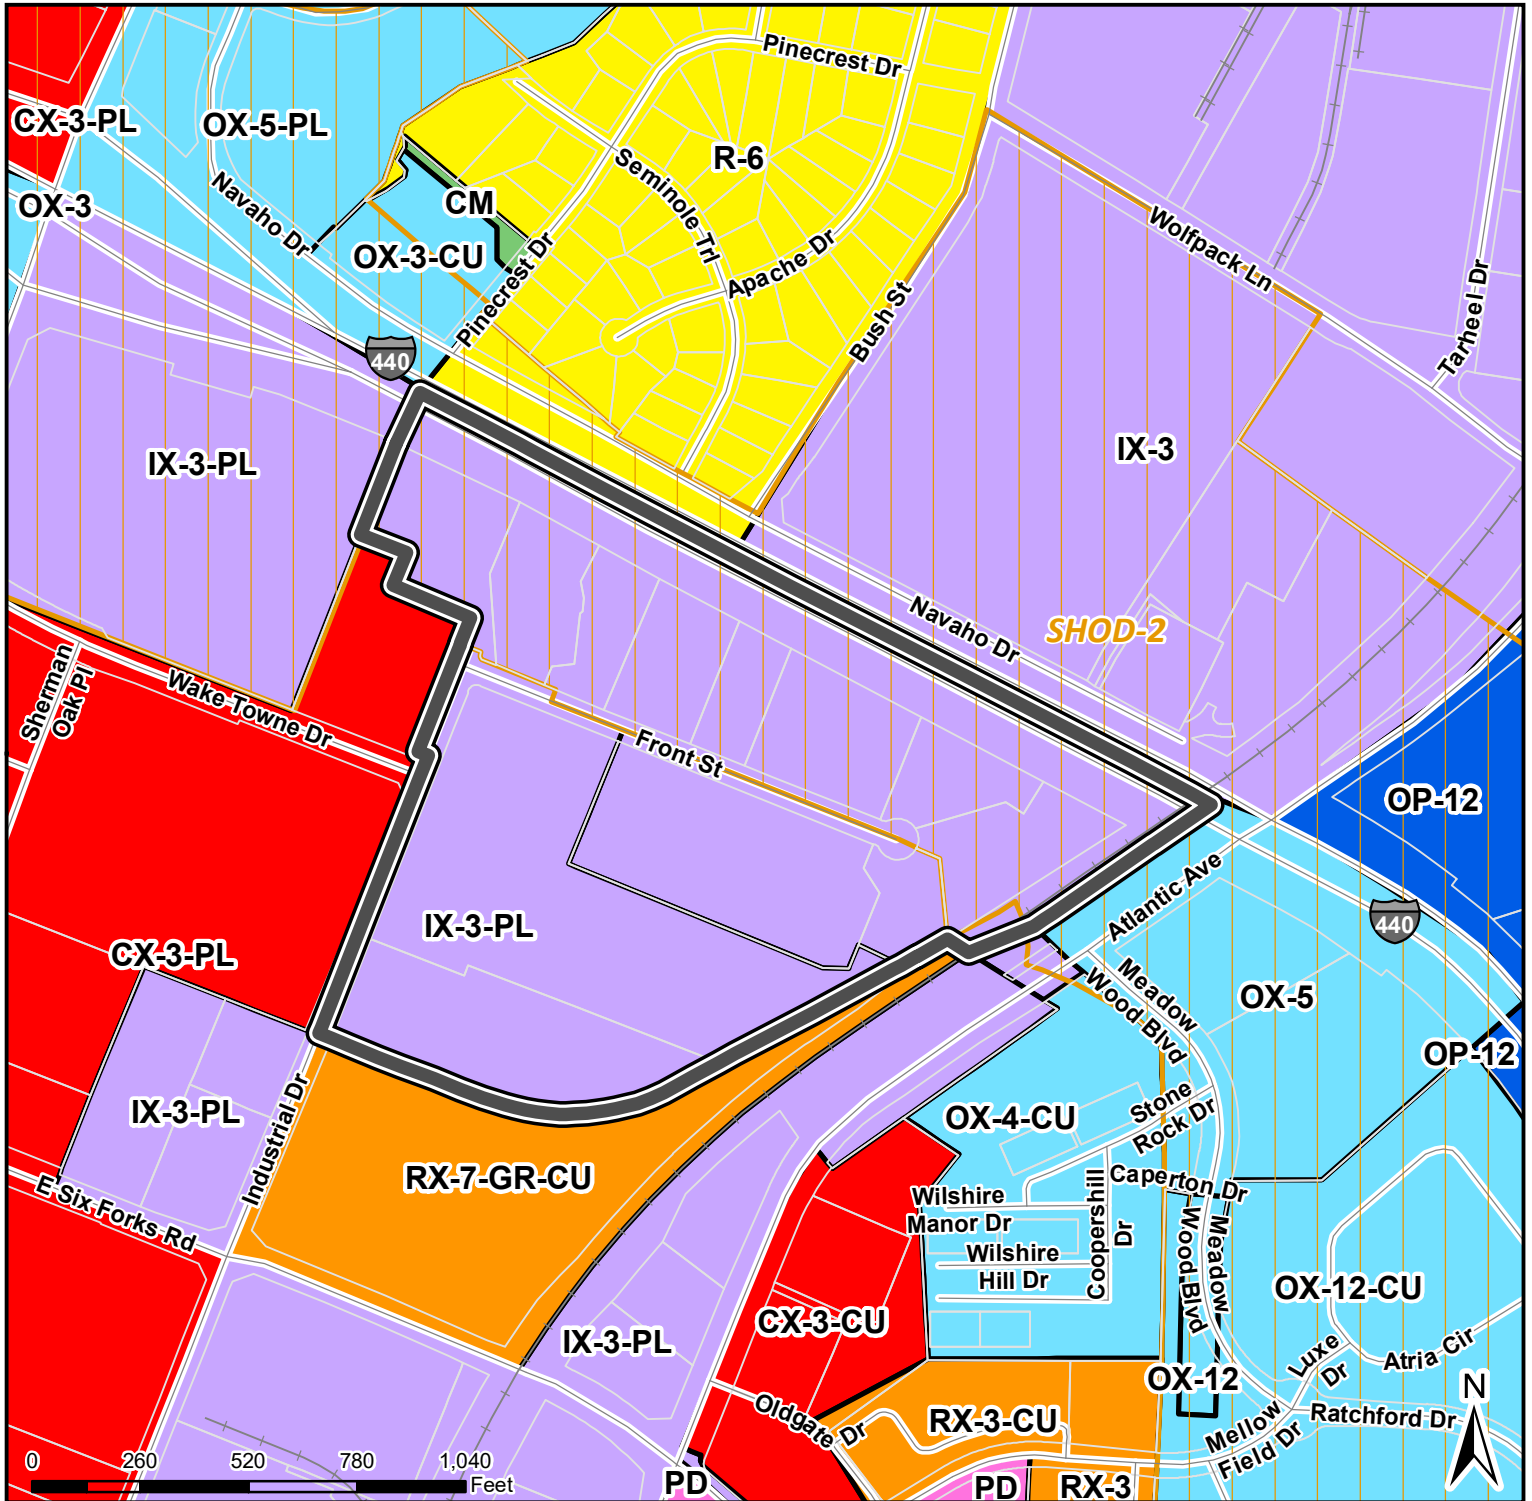 Pinecrest Dr
CX-3-PL
OX-5-PL
R-6
Seminole Trl
Navaho Dr
CM
OX-3
OX-3-CU
Pinecrest Dr
Apache Dr
Bush St
Wolfpack Ln
Tarheel Dr
440
IX-3-PL
IX-3
SHOD-2
Navaho Dr
Sherman
Oak Pl
Wake Towne Dr
Front St
OP-12
Atlantic Ave
440
IX-3-PL
CX-3-PL
Meadow
Wood Blvd
OX-5
OP-12
IX-3-PL
Industrial Dr
OX-4-CU
Stone
Rock Dr
RX-7-GR-CU
Caperton Dr
E Six Forks Rd
Wilshire
Manor Dr
Coopershill
Dr
Wilshire
Hill Dr
Meadow
Wood Blvd
OX-12-CU
CX-3-CU
IX-3-PL
Luxe
Dr
Atria Cir
OX-12
N
Oldgate Dr
RX-3-CU
Mellow
Field Dr
Ratchford Dr
0 260 520 780 1,040
Feet
PD
PD
RX-3